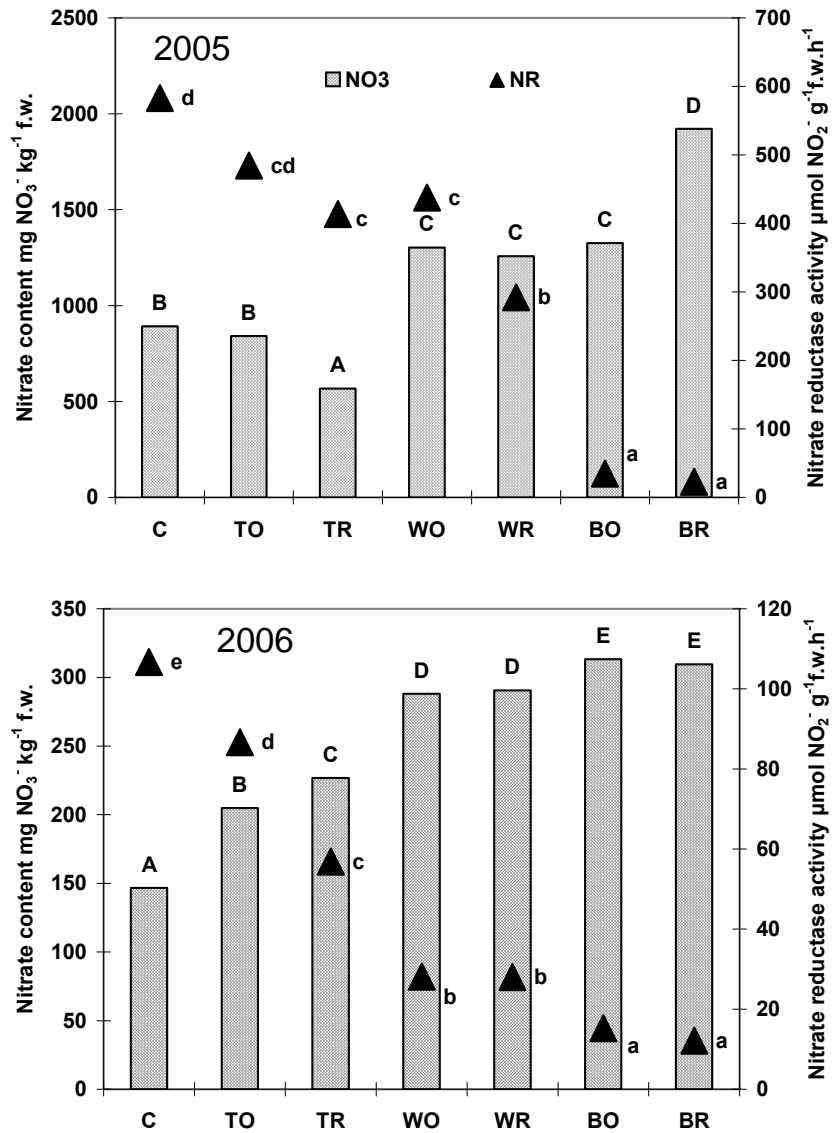 2005
NO3
NR
Nitrate content mg NO₃⁻ kg⁻¹ f.w.
2500
2000
1500
1000
500
0
B
B
A
C
C
C
D
d
cd
c
c
b
a
a
700
600
500
400
300
200
100
0
Nitrate reductase activity µmol NO₂⁻ g⁻¹f.w.h⁻¹
C TO TR WO WR BO BR
2006
Nitrate content mg NO₃⁻ kg⁻¹ f.w.
350
300
250
200
150
100
50
0
A
B
C
D
D
E
E
e
d
c
b
b
a
a
120
100
80
60
40
20
0
Nitrate reductase activity µmol NO₂⁻ g⁻¹f.w.h⁻¹
C TO TR WO WR BO BR